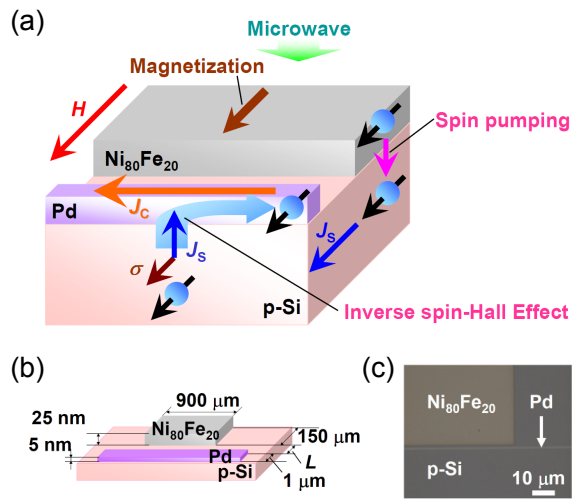 (a)
Microwave
Magnetization
H
Spin pumping
Ni80Fe20
JC
Pd
JS
JS
σ
p-Si
Inverse spin-Hall Effect
(b)
900 μm
25 nm
Ni80Fe20
150 μm
5 nm
Pd
L
p-Si
1 μm
(c)
Ni80Fe20
Pd
p-Si
10 μm